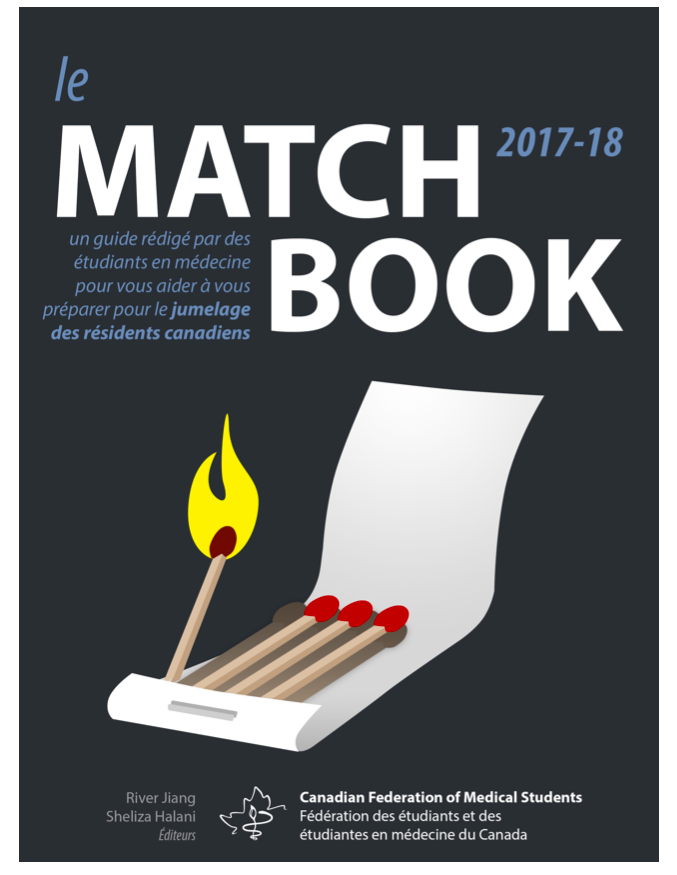 le
MATCH 2017-18
BOOK
un guide rédigé par des
étudiants en médecine
pour vous aider à vous
préparer pour le jumelage
des résidents canadiens
River Jiang
Sheliza Halani
Éditeurs
Canadian Federation of Medical Students
Fédération des étudiants et des
étudiantes en médecine du Canada